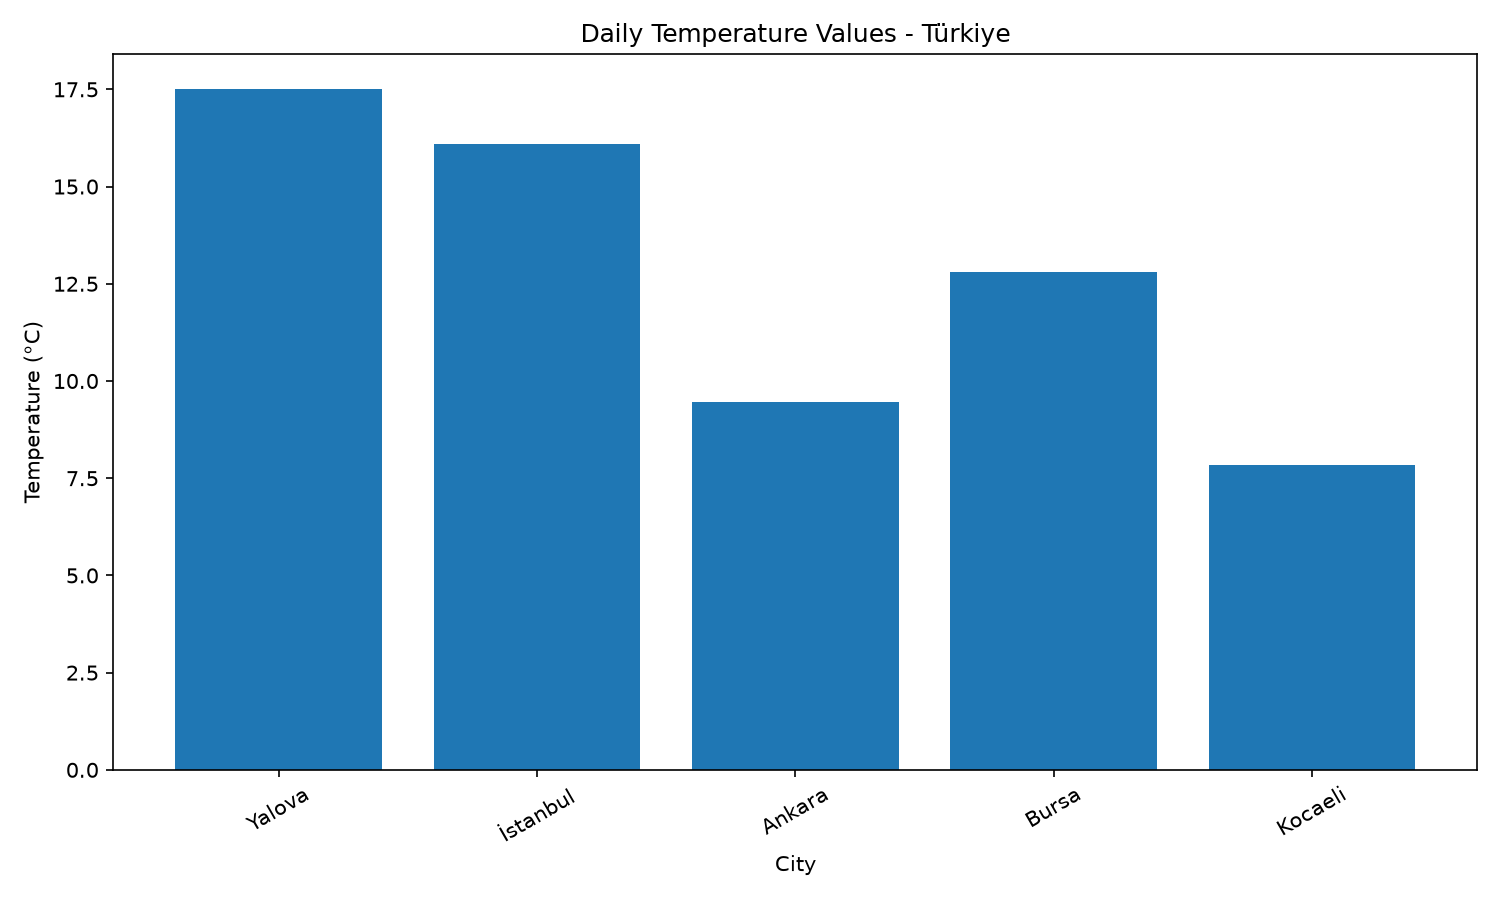 Daily Temperature Values - Türkiye
Temperature (°C)
17.5
15.0
12.5
10.0
7.5
5.0
2.5
0.0
Yalova
İstanbul
Ankara
Bursa
Kocaeli
City